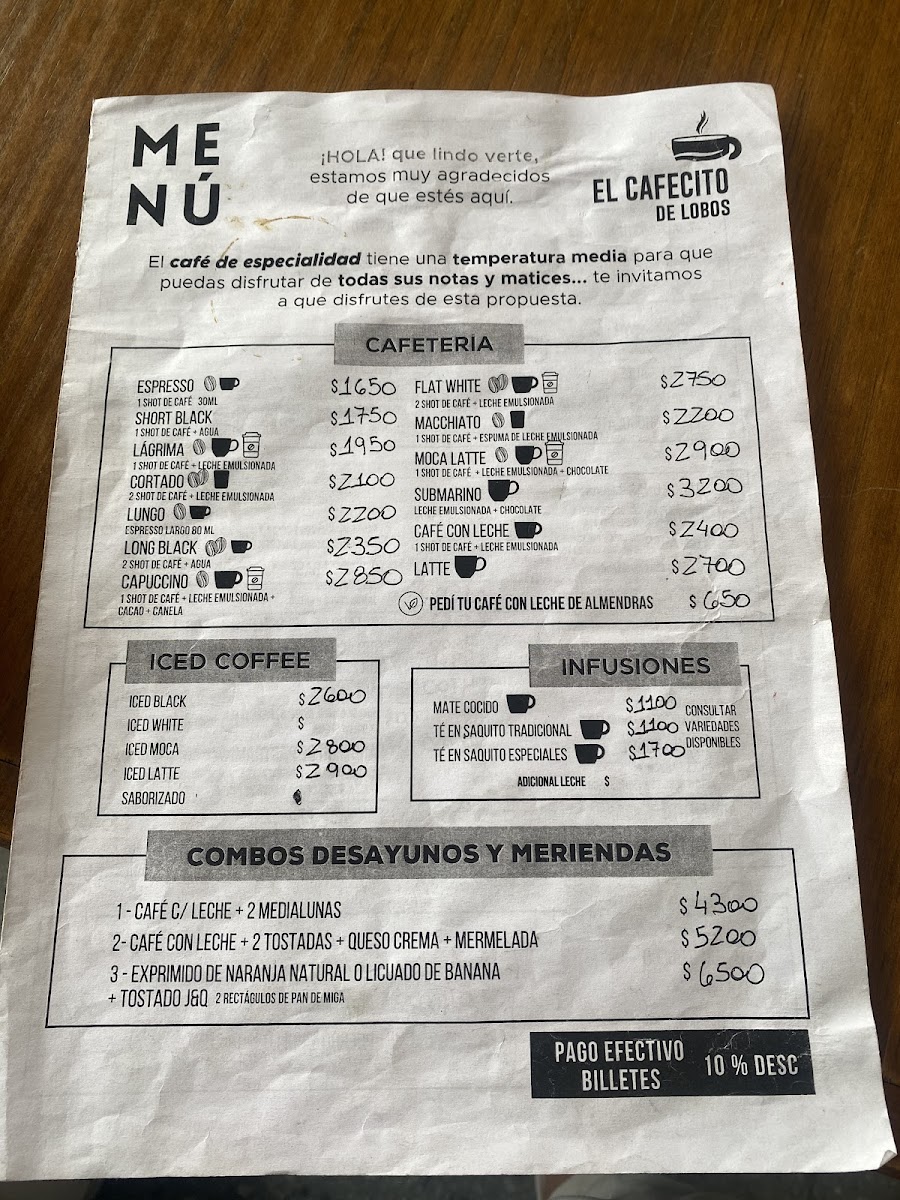 ME
NÚ
¡HOLA! que lindo verte,
estamos muy agradecidos
de que estés aquí.
EL CAFECITO
DE LOBOS
El café de especialidad tiene una temperatura media para que
puedas disfrutar de todas sus notas y matices... te invitamos
a que disfrutes de esta propuesta.
CAFETERÍA
ESPRESSO $1650
1 SHOT DE CAFÉ 30ML
SHORT BLACK $1750
1 SHOT DE CAFÉ + AGUA
LÁGRIMA $1950
1 SHOT DE CAFÉ + LECHE EMULSIONADA
CORTADO $2100
2 SHOT DE CAFÉ + LECHE EMULSIONADA
LUNGO $2200
ESPRESSO LARGO 80 ML
LONG BLACK $2350
2 SHOT DE CAFÉ + AGUA
CAPUCCINO $2850
1 SHOT DE CAFÉ + LECHE EMULSIONADA +
CACAO + CANELA
FLAT WHITE $2750
2 SHOT DE CAFÉ + LECHE EMULSIONADA
MACCHIATO $2200
1 SHOT DE CAFÉ + ESPUMA DE LECHE EMULSIONADA
MOCA LATTE $2900
1 SHOT DE CAFÉ + LECHE EMULSIONADA + CHOCOLATE
SUBMARINO $3200
LECHE EMULSIONADA + CHOCOLATE
CAFÉ CON LECHE $2400
1 SHOT DE CAFÉ + LECHE EMULSIONADA
LATTE $2700
PEDÍ TU CAFÉ CON LECHE DE ALMENDRAS $650
ICED COFFEE
ICED BLACK $2600
ICED WHITE $
ICED MOCA $2800
ICED LATTE $2900
SABORIZADO
INFUSIONES
MATE COCIDO $1100
TÉ EN SAQUITO TRADICIONAL $1100
TÉ EN SAQUITO ESPECIALES $1700
CONSULTAR
VARIEDADES
DISPONIBLES
ADICIONAL LECHE $
COMBOS DESAYUNOS Y MERIENDAS
1 - CAFÉ C/ LECHE + 2 MEDIALUNAS $4300
2- CAFÉ CON LECHE + 2 TOSTADAS + QUESO CREMA + MERMELADA $5200
3 - EXPRIMIDO DE NARANJA NATURAL O LICUADO DE BANANA $6500
+ TOSTADO J&Q 2 RECTÁGULOS DE PAN DE MIGA
PAGO EFECTIVO
BILLETES
10 % DESC